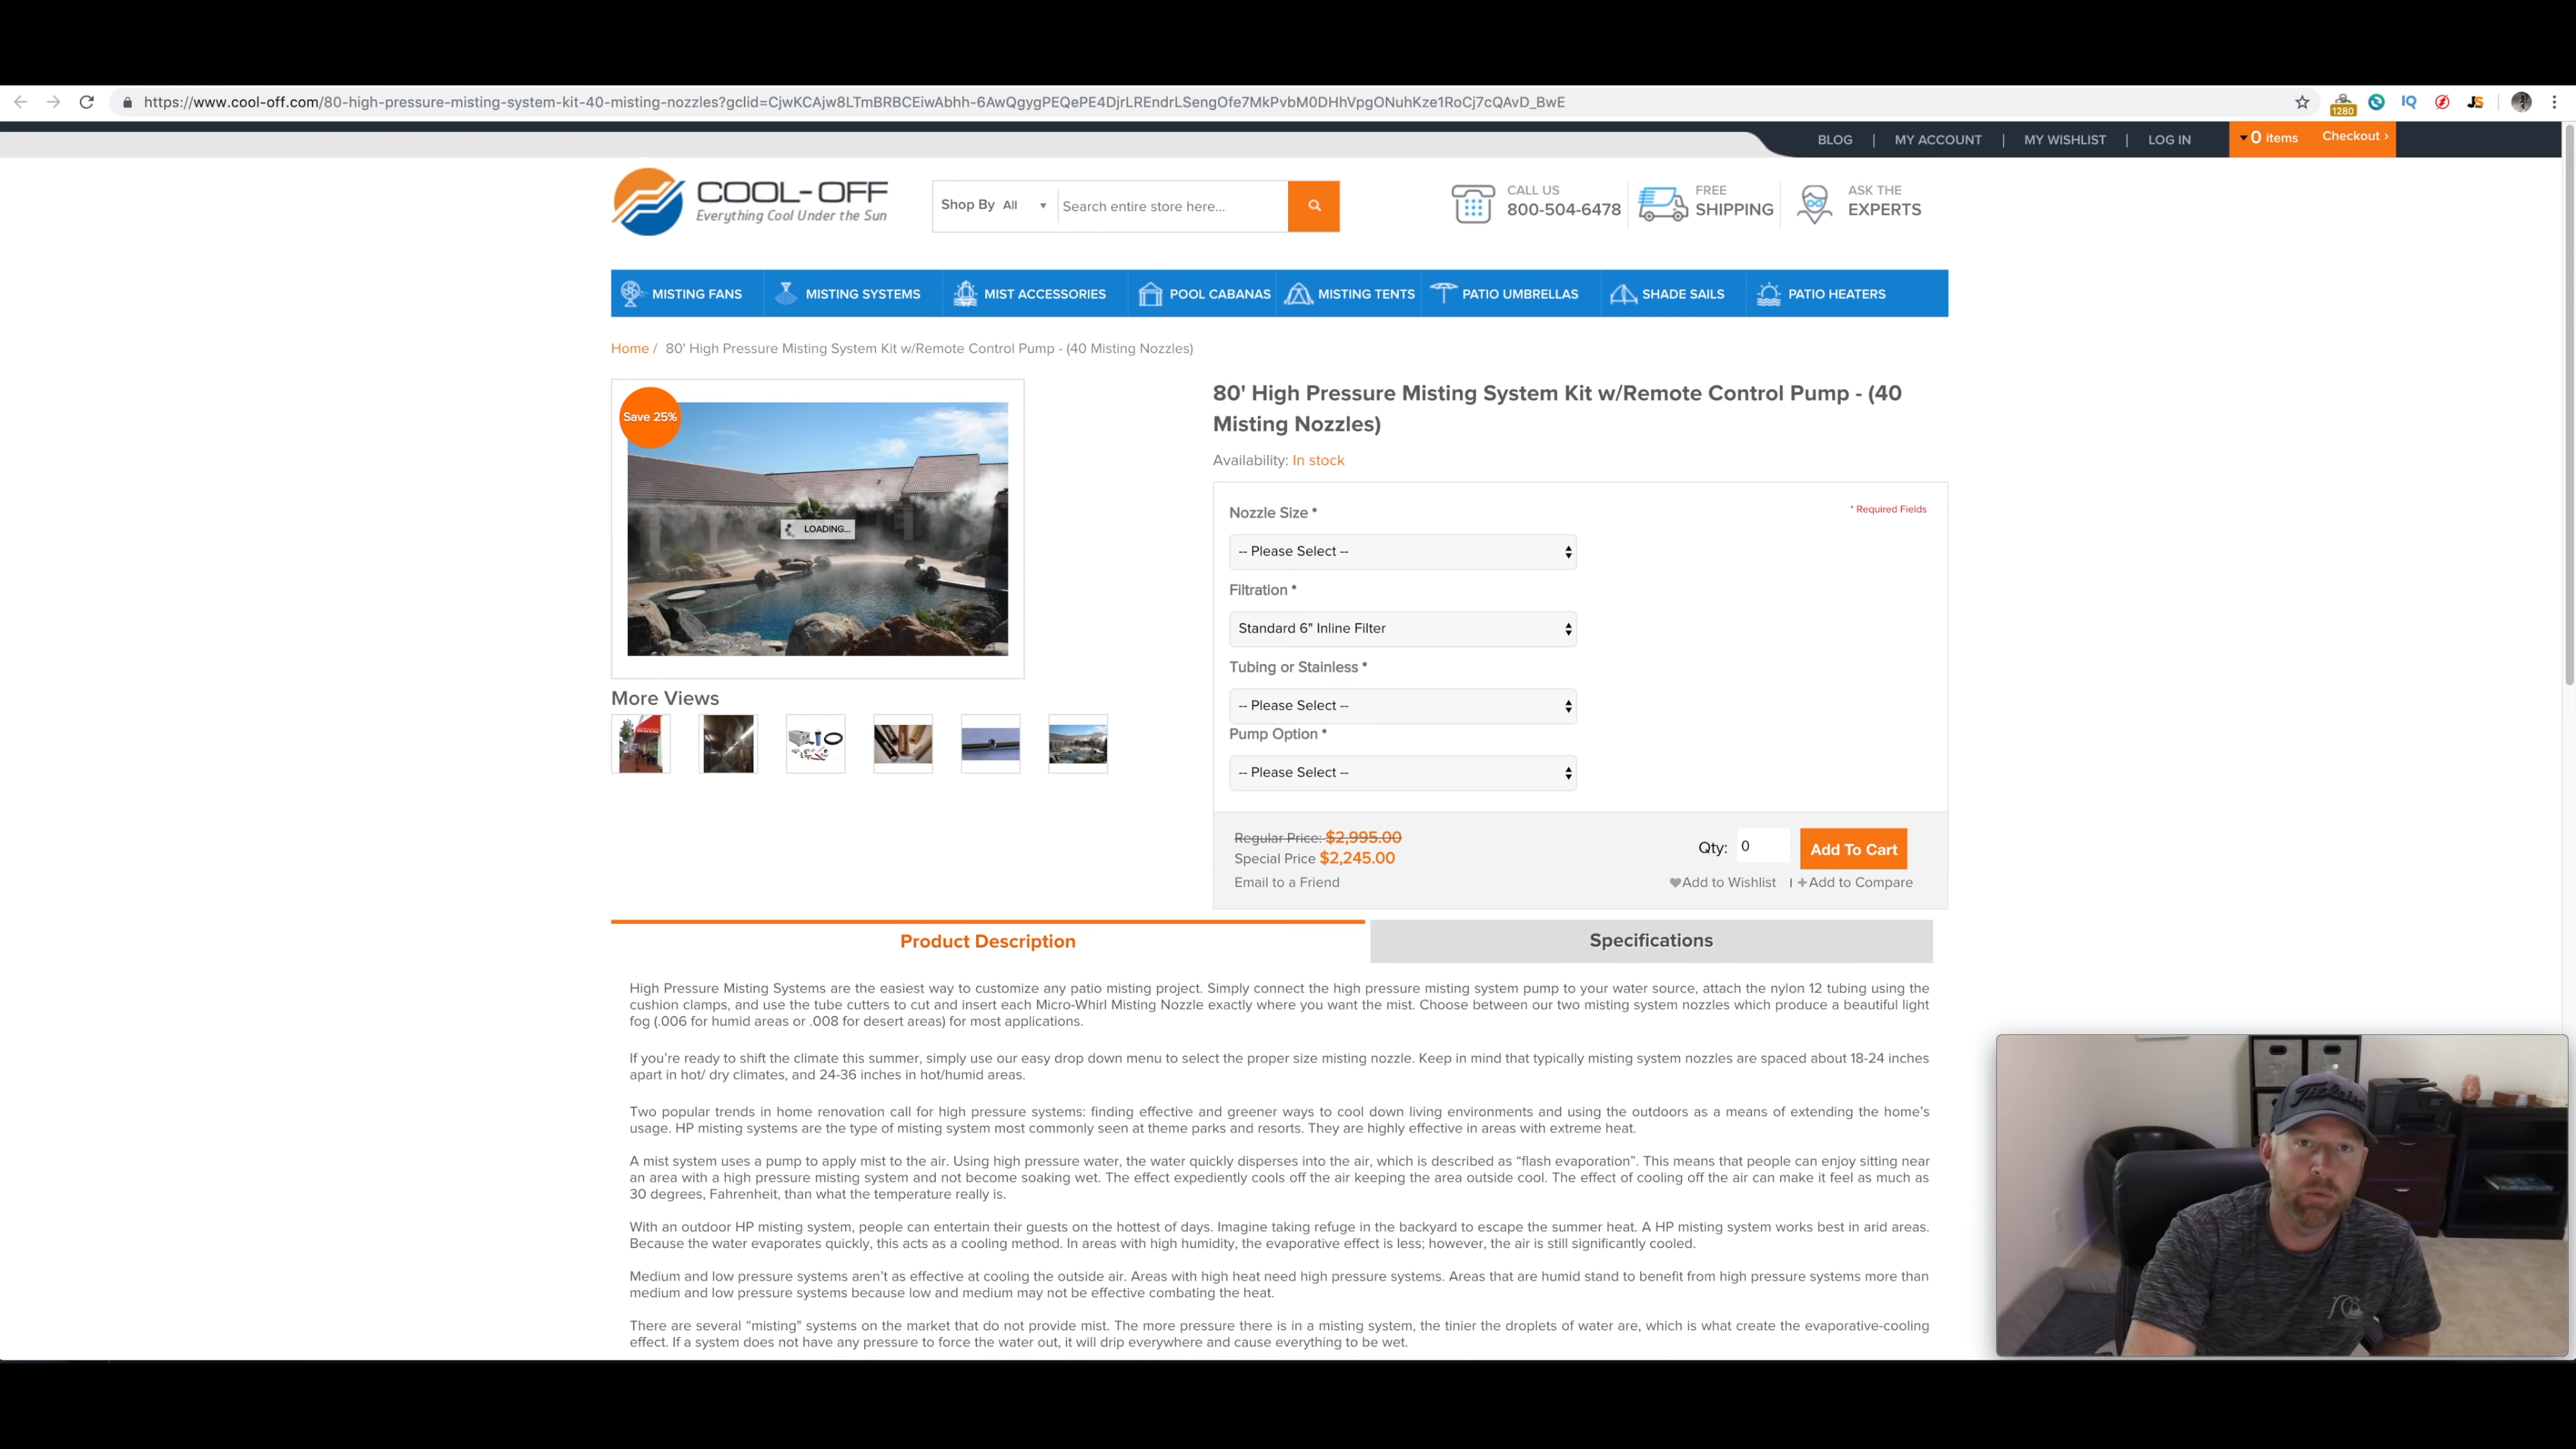 https://www.cool-off.com/80-high-pressure-misting-system-kit-40-misting-nozzles?gclid=CjwKCAjw8LTmBRBCEiwAbhh-6AwQgygPEQePE4DjrLREndrLSengOfe7MkPvbM0DHhVpgONuhKze1RoCj7cQAvD_BwE
1280
IQ
JS
BLOG | MY ACCOUNT | MY WISHLIST | LOG IN
0 items
Checkout ›
COOL-OFF
Everything Cool Under the Sun
Shop By All
Search entire store here...
CALL US
800-504-6478
FREE
SHIPPING
ASK THE
EXPERTS
MISTING FANS
MISTING SYSTEMS
MIST ACCESSORIES
POOL CABANAS
MISTING TENTS
PATIO UMBRELLAS
SHADE SAILS
PATIO HEATERS
Home / 80' High Pressure Misting System Kit w/Remote Control Pump - (40 Misting Nozzles)
Save 25%
LOADING...
More Views
80' High Pressure Misting System Kit w/Remote Control Pump - (40
Misting Nozzles)
Availability: In stock
Nozzle Size *
* Required Fields
-- Please Select --
Filtration *
Standard 6" Inline Filter
Tubing or Stainless *
-- Please Select --
Pump Option *
-- Please Select --
Regular Price: $2,995.00
Special Price $2,245.00
Email to a Friend
Qty: 0
Add To Cart
Add to Wishlist | +Add to Compare
Product Description
Specifications
High Pressure Misting Systems are the easiest way to customize any patio misting project. Simply connect the high pressure misting system pump to your water source, attach the nylon 12 tubing using the
cushion clamps, and use the tube cutters to cut and insert each Micro-Whirl Misting Nozzle exactly where you want the mist. Choose between our two misting system nozzles which produce a beautiful light
fog (.006 for humid areas or .008 for desert areas) for most applications.
If you’re ready to shift the climate this summer, simply use our easy drop down menu to select the proper size misting nozzle. Keep in mind that typically misting system nozzles are spaced about 18-24 inches
apart in hot/ dry climates, and 24-36 inches in hot/humid areas.
Two popular trends in home renovation call for high pressure systems: finding effective and greener ways to cool down living environments and using the outdoors as a means of extending the home’s
usage. HP misting systems are the type of misting system most commonly seen at theme parks and resorts. They are highly effective in areas with extreme heat.
A mist system uses a pump to apply mist to the air. Using high pressure water, the water quickly disperses into the air, which is described as “flash evaporation”. This means that people can enjoy sitting near
an area with a high pressure misting system and not become soaking wet. The effect expediently cools off the air keeping the area outside cool. The effect of cooling off the air can make it feel as much as
30 degrees, Fahrenheit, than what the temperature really is.
With an outdoor HP misting system, people can entertain their guests on the hottest of days. Imagine taking refuge in the backyard to escape the summer heat. A HP misting system works best in arid areas.
Because the water evaporates quickly, this acts as a cooling method. In areas with high humidity, the evaporative effect is less; however, the air is still significantly cooled.
Medium and low pressure systems aren’t as effective at cooling the outside air. Areas with high heat need high pressure systems. Areas that are humid stand to benefit from high pressure systems more than
medium and low pressure systems because low and medium may not be effective combating the heat.
There are several “misting” systems on the market that do not provide mist. The more pressure there is in a misting system, the tinier the droplets of water are, which is what create the evaporative-cooling
effect. If a system does not have any pressure to force the water out, it will drip everywhere and cause everything to be wet.
Titleist